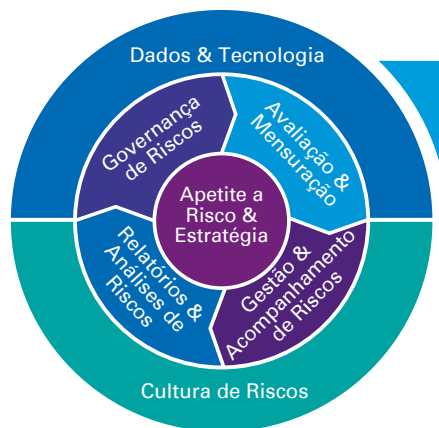 Dados & Tecnologia
Governança
de Riscos
Avaliação &
Mensuração
Apetite a
Risco &
Estratégia
Relatórios &
Análises de
Riscos
Gestão &
Acompanhamento
de Riscos
Cultura de Riscos